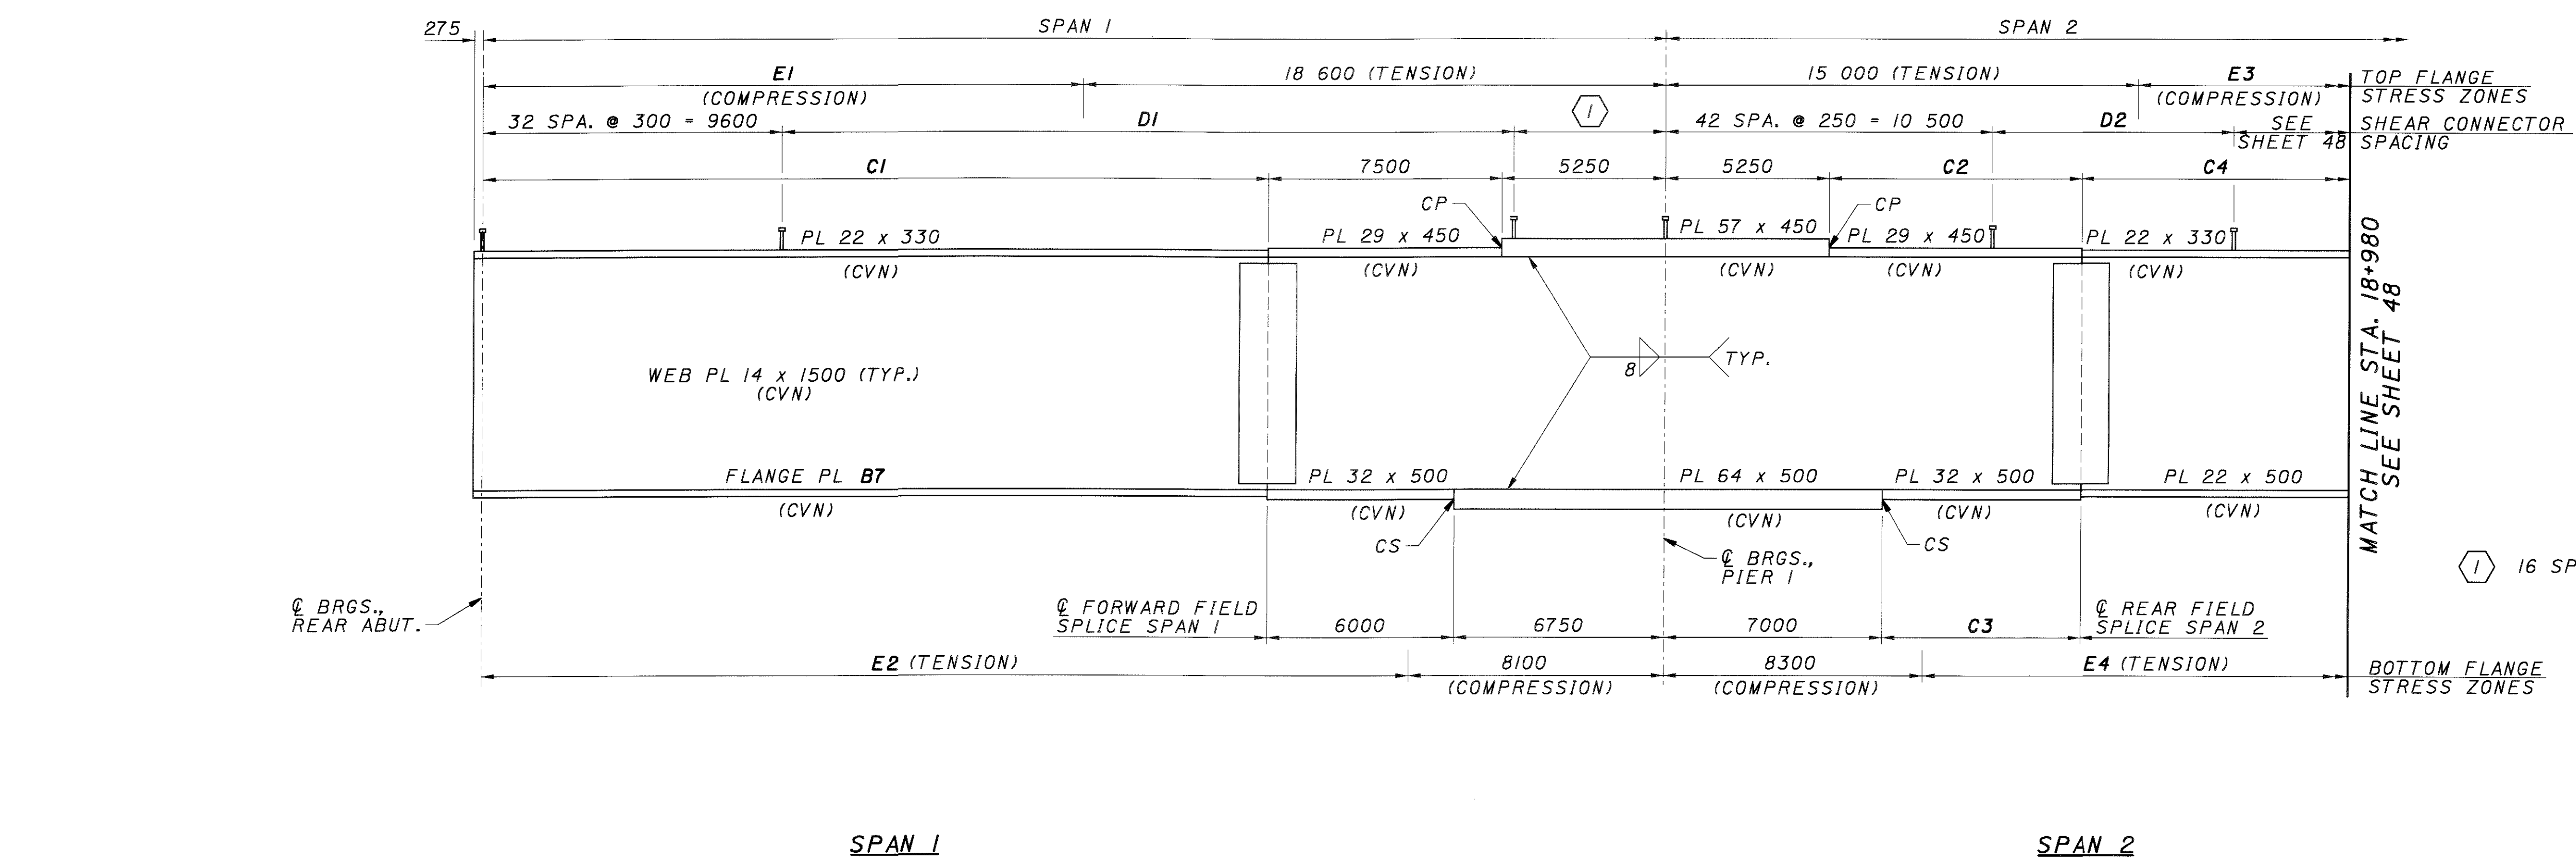 275
SPAN 1
SPAN 2
E1
(COMPRESSION)
18 600 (TENSION)
15 000 (TENSION)
E3
(COMPRESSION)
TOP FLANGE
STRESS ZONES
32 SPA. @ 300 = 9600
D1
1
42 SPA. @ 250 = 10 500
D2
SEE
SHEET 48
SHEAR CONNECTOR
SPACING
C1
7500
5250
5250
C2
C4
CP
CP
PL 22 x 330
(CVN)
PL 29 x 450
(CVN)
PL 57 x 450
(CVN)
PL 29 x 450
(CVN)
PL 22 x 330
(CVN)
MATCH LINE STA. 18+980
SEE SHEET 48
WEB PL 14 x 1500 (TYP.)
(CVN)
8
TYP.
FLANGE PL B7
(CVN)
PL 32 x 500
(CVN)
PL 64 x 500
(CVN)
PL 32 x 500
(CVN)
PL 22 x 500
(CVN)
CS
CS
℄ BRGS.,
PIER 1
1 16 SP
℄ BRGS.,
REAR ABUT.
℄ FORWARD FIELD
SPLICE SPAN 1
6000
6750
7000
C3
℄ REAR FIELD
SPLICE SPAN 2
E2 (TENSION)
8100
(COMPRESSION)
8300
(COMPRESSION)
E4 (TENSION)
BOTTOM FLANGE
STRESS ZONES
SPAN 1
SPAN 2